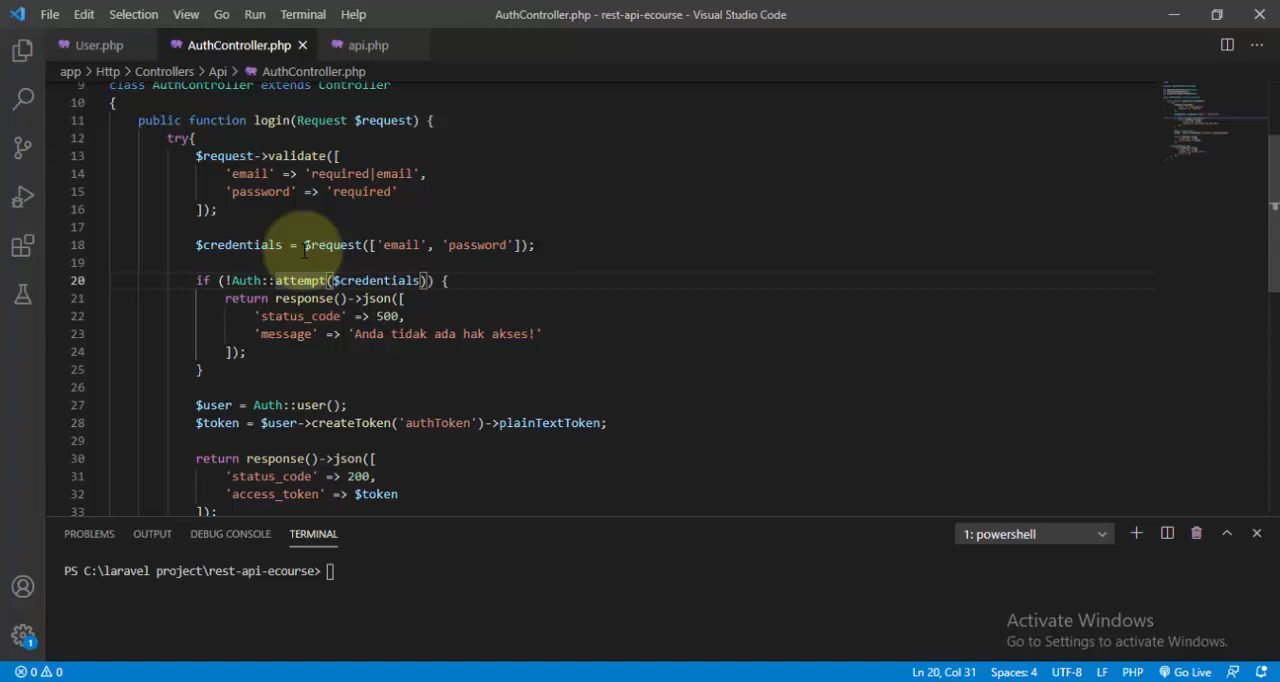 File Edit Selection View Go Run Terminal Help AuthController.php - rest-api-ecourse - Visual Studio Code
User.php AuthController.php api.php
app > Http > Controllers > Api > AuthController.php
9 class AuthController extends Controller
10 {
11 public function login(Request $request) {
12 try{
13 $request->validate([
14 'email' => 'required|email',
15 'password' => 'required'
16 ]);
17
18 $credentials = $request(['email', 'password']);
19
20 if (!Auth::attempt($credentials)) {
21 return response()->json([
22 'status_code' => 500,
23 'message' => 'Anda tidak ada hak akses!'
24 ]);
25 }
26
27 $user = Auth::user();
28 $token = $user->createToken('authToken')->plainTextToken;
29
30 return response()->json([
31 'status_code' => 200,
32 'access_token' => $token
33 ]);
PROBLEMS OUTPUT DEBUG CONSOLE TERMINAL 1: powershell
PS C:\laravel project\rest-api-ecourse>
Activate Windows
Go to Settings to activate Windows.
1
0 0 Ln 20, Col 31 Spaces: 4 UTF-8 LF PHP Go Live